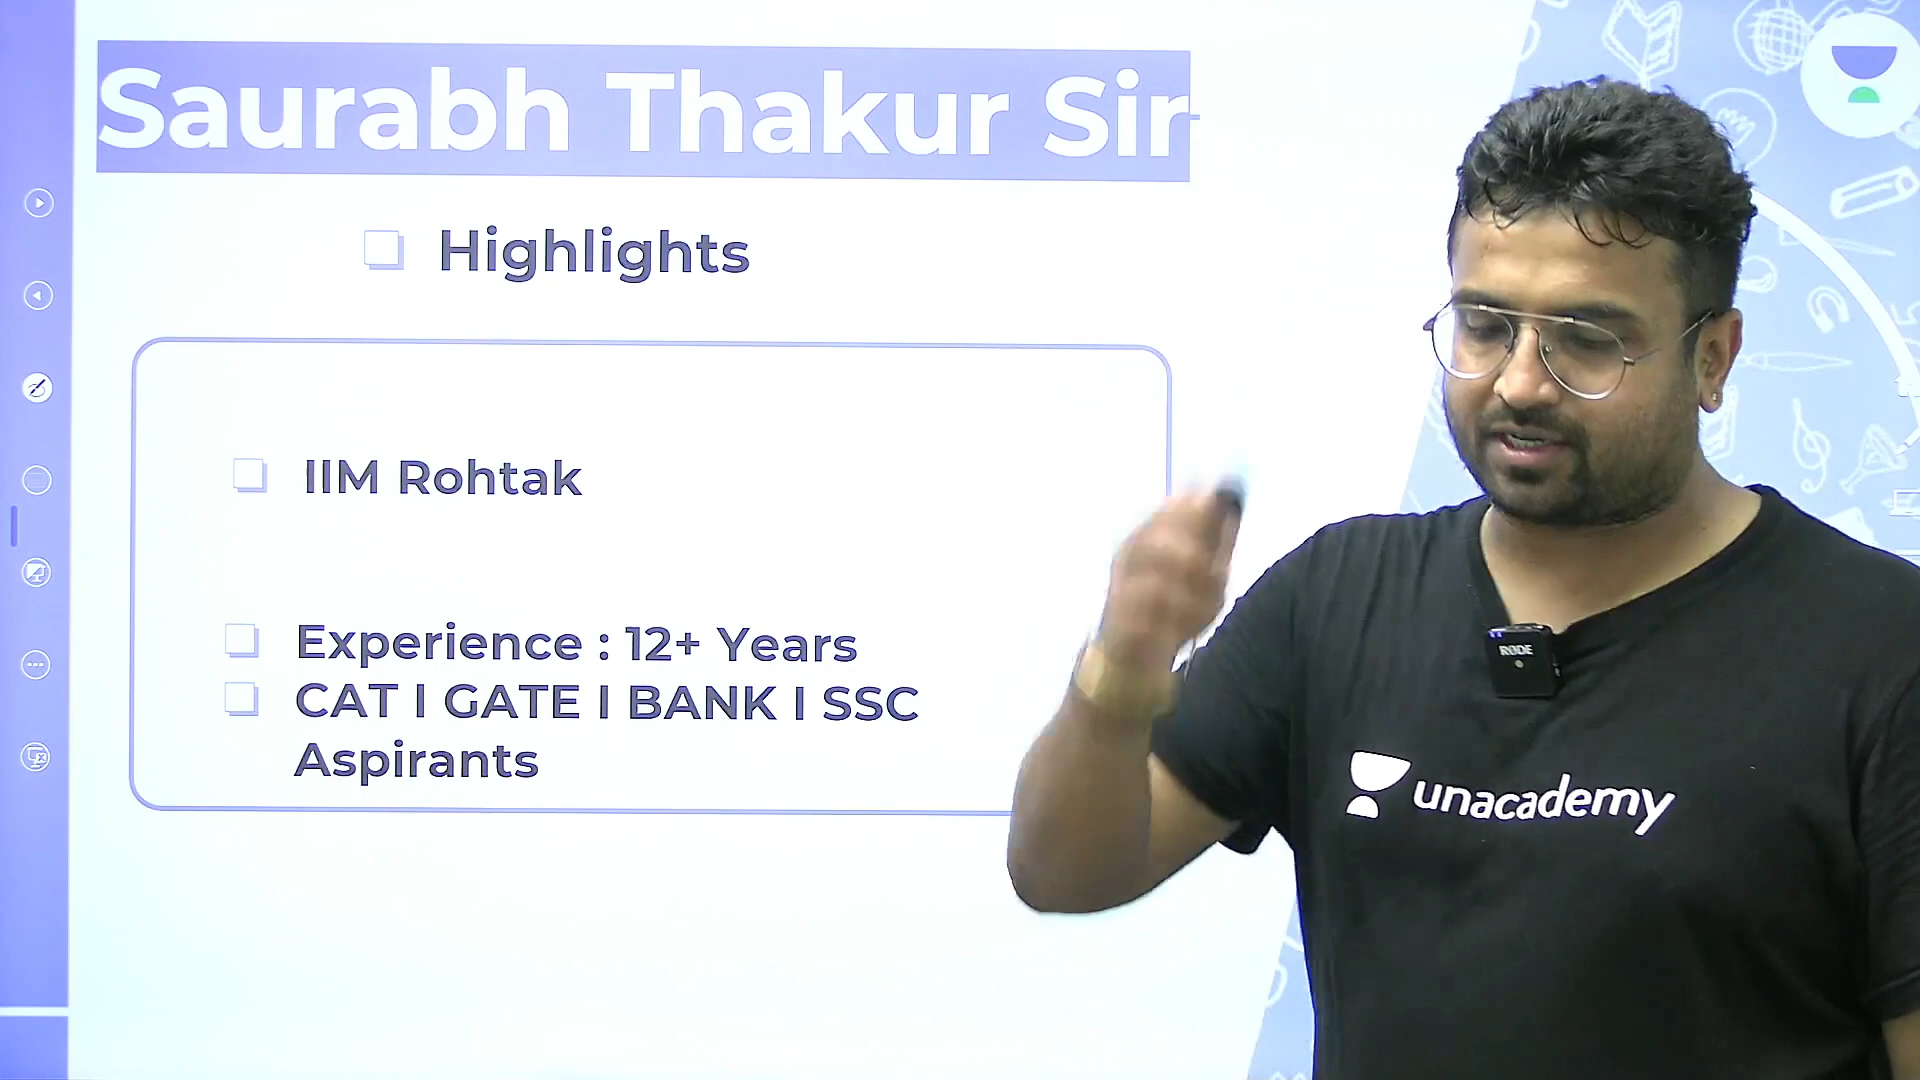 Saurabh Thakur Sir
Highlights
IIM Rohtak
Experience : 12+ Years
CAT I GATE I BANK I SSC
Aspirants
RØDE
unacademy